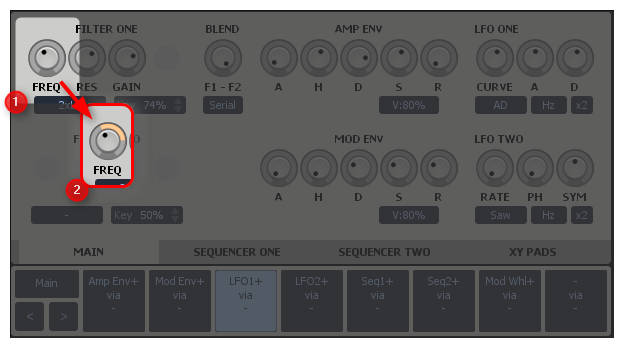 FILTER ONE BLEND AMP ENV LFO ONE
FREQ RES GAIN F1 - F2 A H D S R CURVE A D
1 74% Serial V:80% AD Hz x2
MOD ENV LFO TWO
FREQ
2 A H D S R RATE PH SYM
- Key 50% V:80% Saw Hz x2
MAIN SEQUENCER ONE SEQUENCER TWO XY PADS
Main Amp Env+ Mod Env+ LFO1+ LFO2+ Seq1+ Seq2+ Mod Whl+ -
via via via via via via via via
< > - - - - - - - -